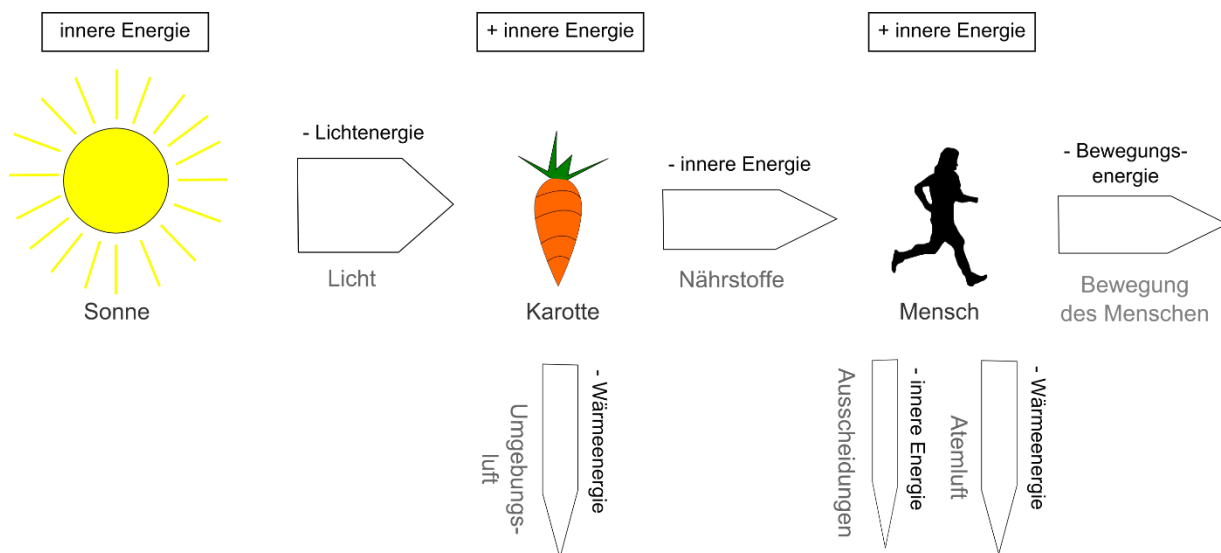 innere Energie
+ innere Energie
+ innere Energie
- Lichtenergie
- innere Energie
- Bewegungs-
energie
Licht
Nährstoffe
Bewegung
des Menschen
Sonne
Karotte
Mensch
Umgebungs-
luft
- Wärmeenergie
Ausscheidungen
- innere Energie
Atemluft
- Wärmeenergie